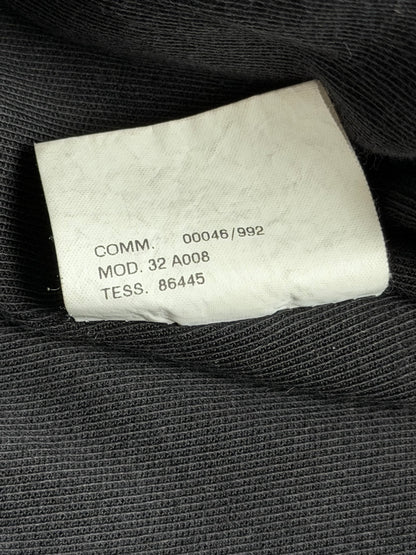 COMM. 00046/992
MOD. 32 A008
TESS. 86445